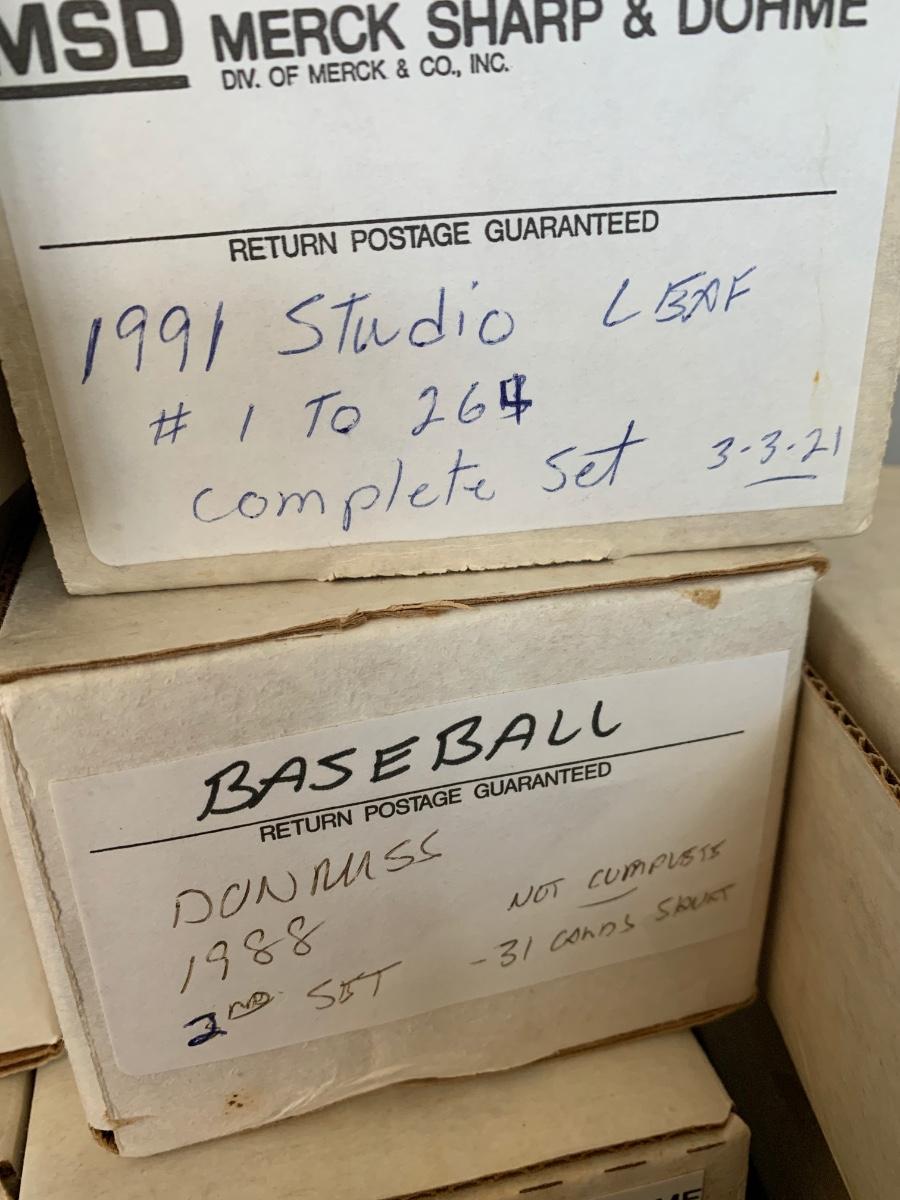 MSD MERCK SHARP & DOHME
DIV. OF MERCK & CO., INC.
RETURN POSTAGE GUARANTEED
1991 Studio LEAF
# 1 To 264
complete Set 3-3-21
BASEBALL
RETURN POSTAGE GUARANTEED
DONRUSS
NOT COMPLETE
1988
-31 CARDS SHORT
2ND SET
ME